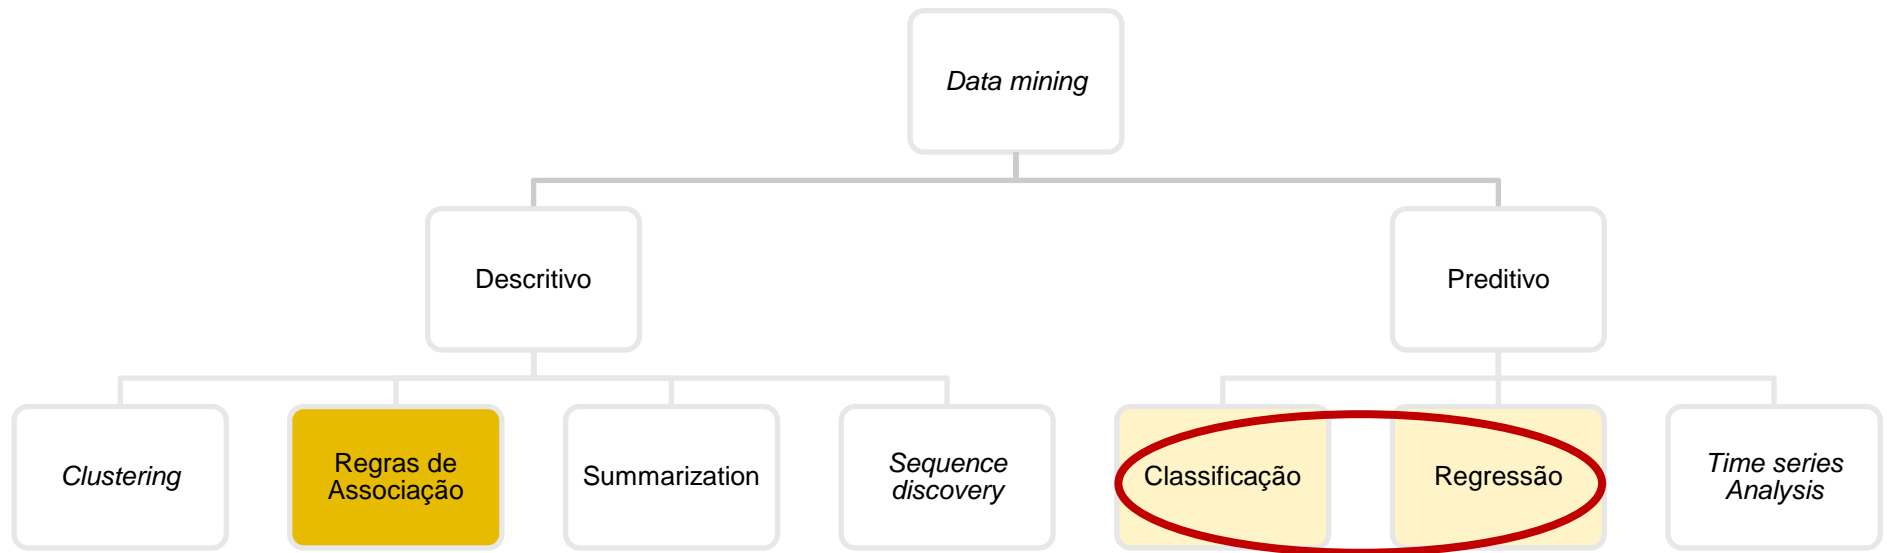 Data mining
Descritivo
Preditivo
Clustering
Regras de
Associação
Summarization
Sequence
discovery
Classificação
Regressão
Time series
Analysis